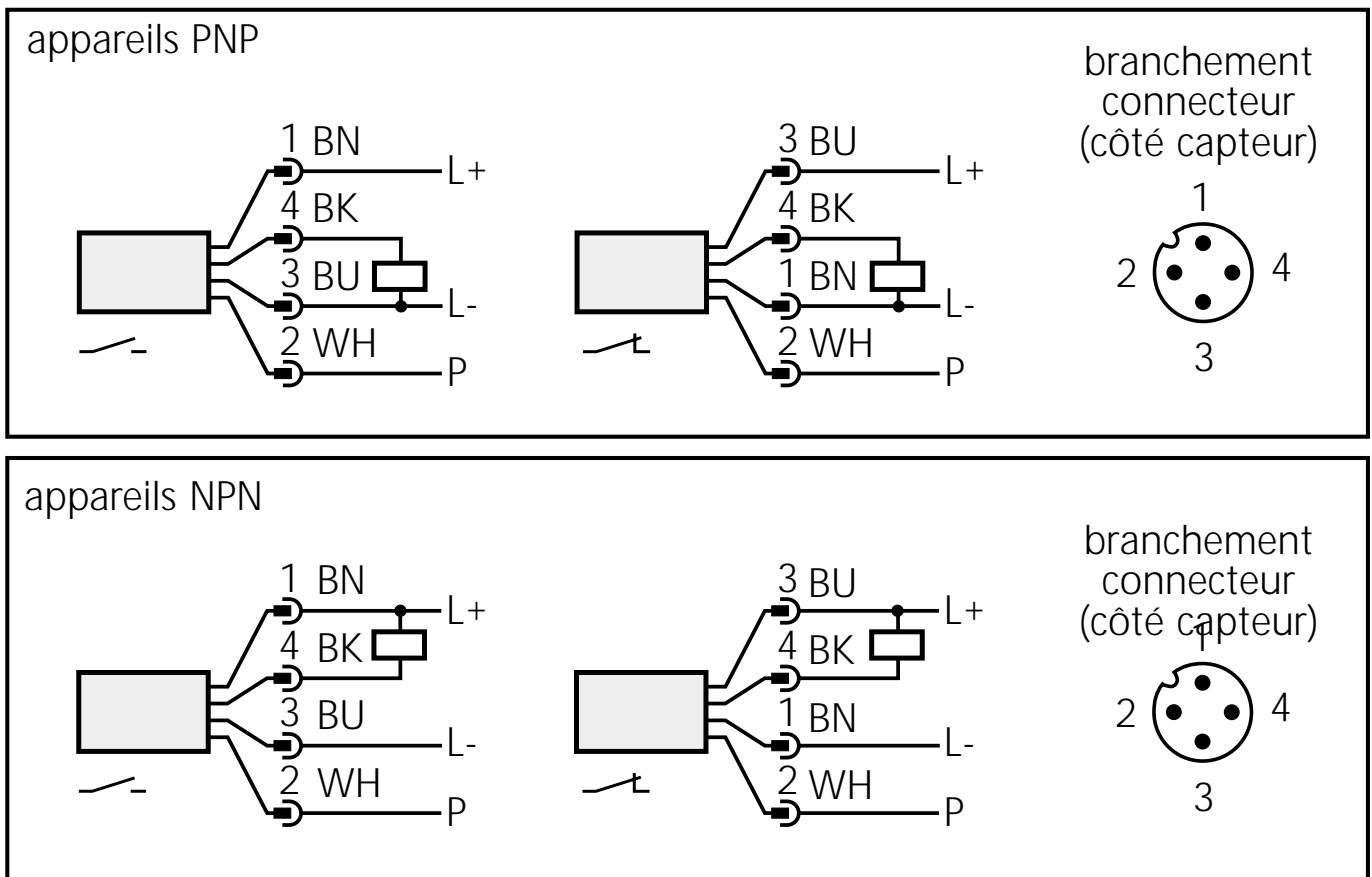 appareils PNP
branchement
connecteur
(côté capteur)
1 BN
L+
4 BK
3 BU
L-
2 WH
P
3 BU
L+
4 BK
1 BN
L-
2 WH
P
1
2
4
3
appareils NPN
branchement
connecteur
(côté capteur)
1 BN
L+
4 BK
3 BU
L-
2 WH
P
3 BU
L+
4 BK
1 BN
L-
2 WH
P
1
2
4
3